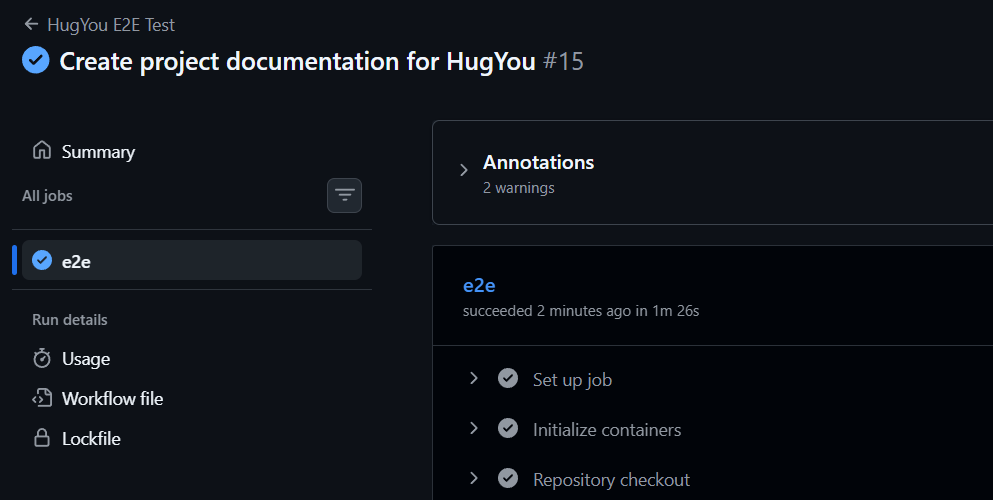 HugYou E2E Test
Create project documentation for HugYou #15
Summary
All jobs
e2e
Run details
Usage
Workflow file
Lockfile
Annotations
2 warnings
e2e
succeeded 2 minutes ago in 1m 26s
Set up job
Initialize containers
Repository checkout